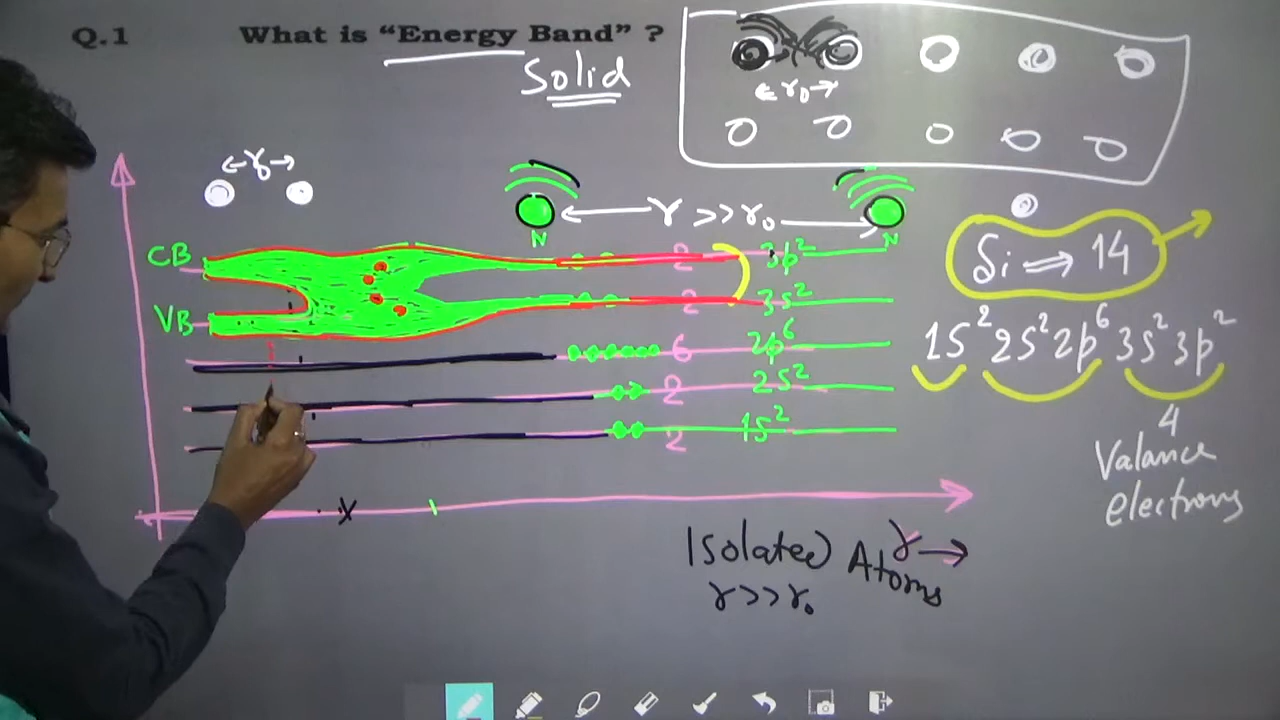 Q.1 What is “Energy Band” ?
Solid
←r₀→
←r→
←r >> r₀→
N N
CB
VB
2 3p²
2 3s²
6 2p⁶
2 2s²
2 1s²
Si ⇒ 14
1S² 2S² 2p⁶ 3s² 3p²
4
Valance
electrons
X
r →
Isolated Atoms
r>>r₀